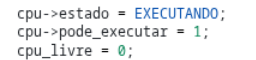 cpu->estado = EXECUTANDO;
cpu->pode_executar = 1;
cpu_livre = 0;